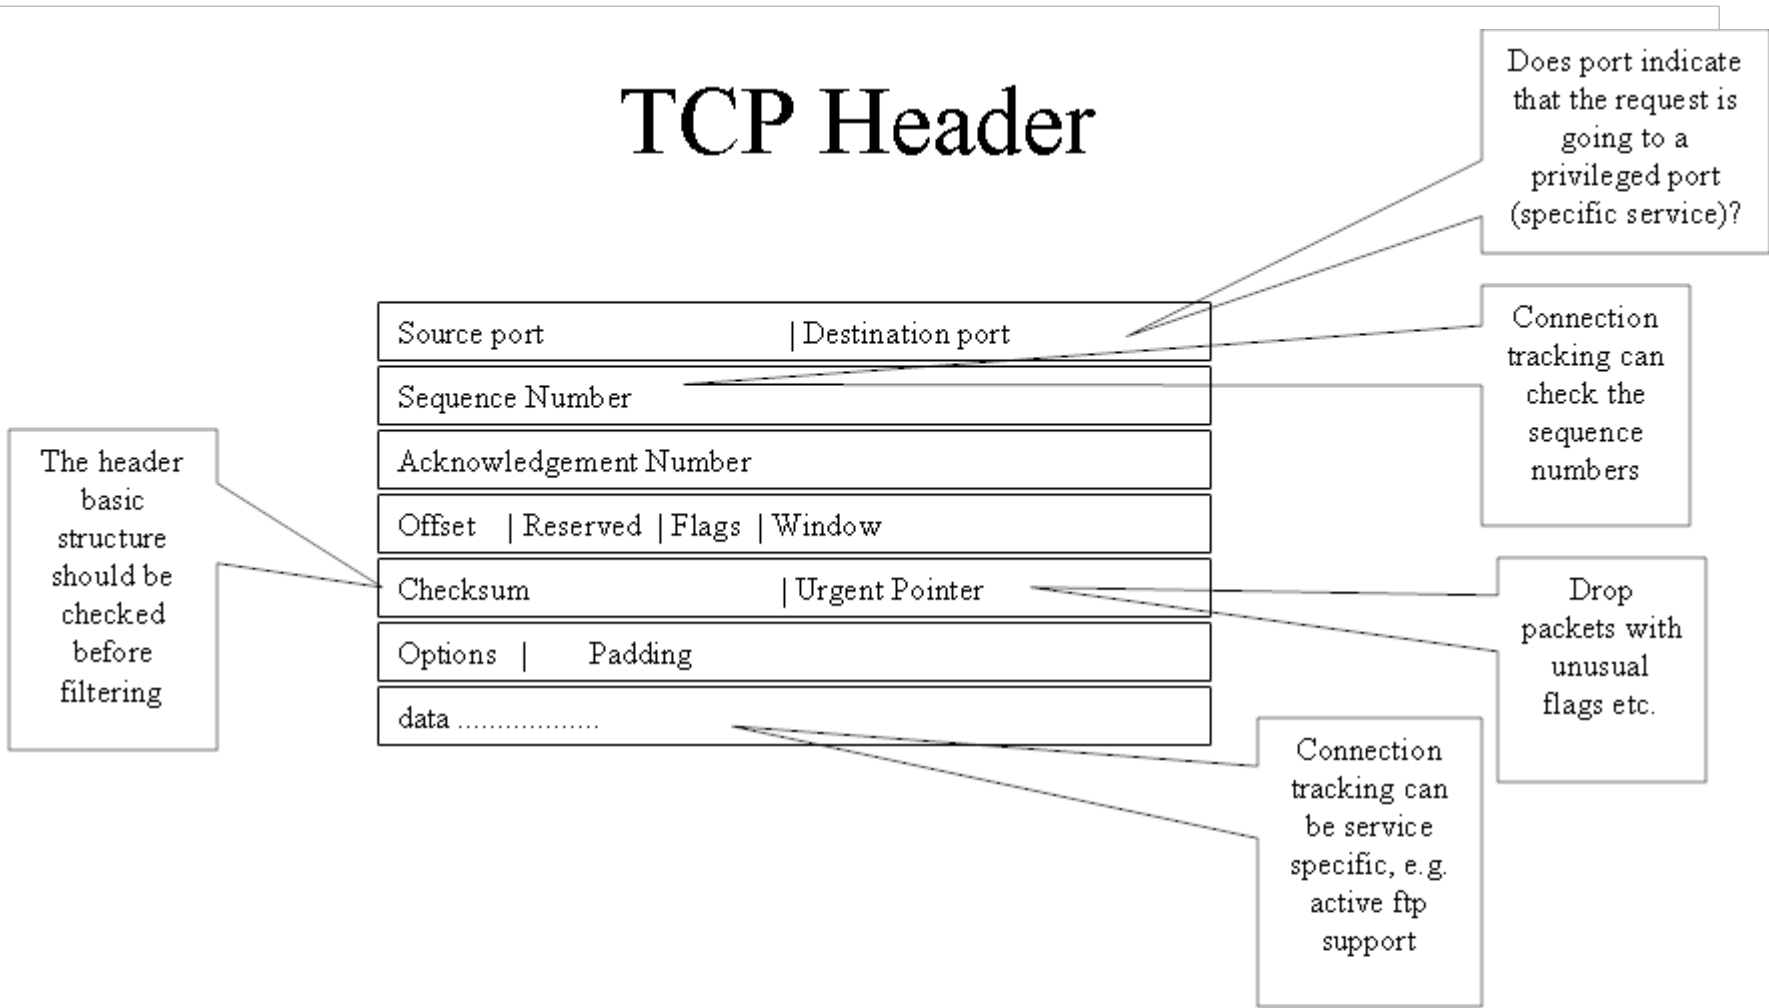 TCP Header
Does port indicate
that the request is
going to a
privileged port
(specific service)?
Source port | Destination port
Connection
tracking can
check the
sequence
numbers
Sequence Number
Acknowledgement Number
The header
basic
structure
should be
checked
before
filtering
Offset | Reserved | Flags | Window
Checksum | Urgent Pointer
Drop
packets with
unusual
flags etc.
Options | Padding
data ..................
Connection
tracking can
be service
specific, e.g.
active ftp
support